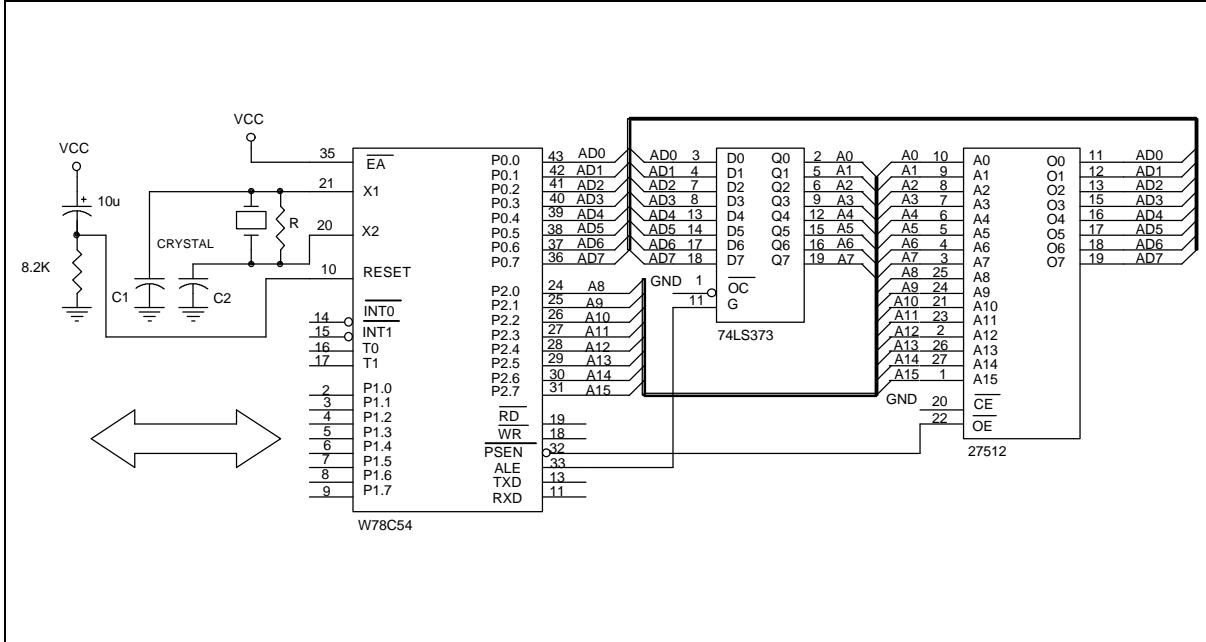 VCC
10u
8.2K
VCC
C1
C2
CRYSTAL
R
35 EA
21 X1
20 X2
10 RESET
14 INT0
15 INT1
16 T0
17 T1
2 P1.0
3 P1.1
4 P1.2
5 P1.3
6 P1.4
7 P1.5
8 P1.6
9 P1.7
P0.0 43 AD0
P0.1 42 AD1
P0.2 41 AD2
P0.3 40 AD3
P0.4 39 AD4
P0.5 38 AD5
P0.6 37 AD6
P0.7 36 AD7
P2.0 24 A8
P2.1 25 A9
P2.2 26 A10
P2.3 27 A11
P2.4 28 A12
P2.5 29 A13
P2.6 30 A14
P2.7 31 A15
RD 19
WR 18
PSEN 32
ALE 33
TXD 13
RXD 11
W78C54
AD0 3 D0 Q0 2 A0
AD1 4 D1 Q1 5 A1
AD2 7 D2 Q2 6 A2
AD3 8 D3 Q3 9 A3
AD4 13 D4 Q4 12 A4
AD5 14 D5 Q5 15 A5
AD6 17 D6 Q6 16 A6
AD7 18 D7 Q7 19 A7
GND 1 OC
11 G
74LS373
A0 10 A0 O0 11 AD0
A1 9 A1 O1 12 AD1
A2 8 A2 O2 13 AD2
A3 7 A3 O3 15 AD3
A4 6 A4 O4 16 AD4
A5 5 A5 O5 17 AD5
A6 4 A6 O6 18 AD6
A7 3 A7 O7 19 AD7
A8 25 A8
A9 24 A9
A10 21 A10
A11 23 A11
A12 2 A12
A13 26 A13
A14 27 A14
A15 1 A15
GND 20 CE
22 OE
27512